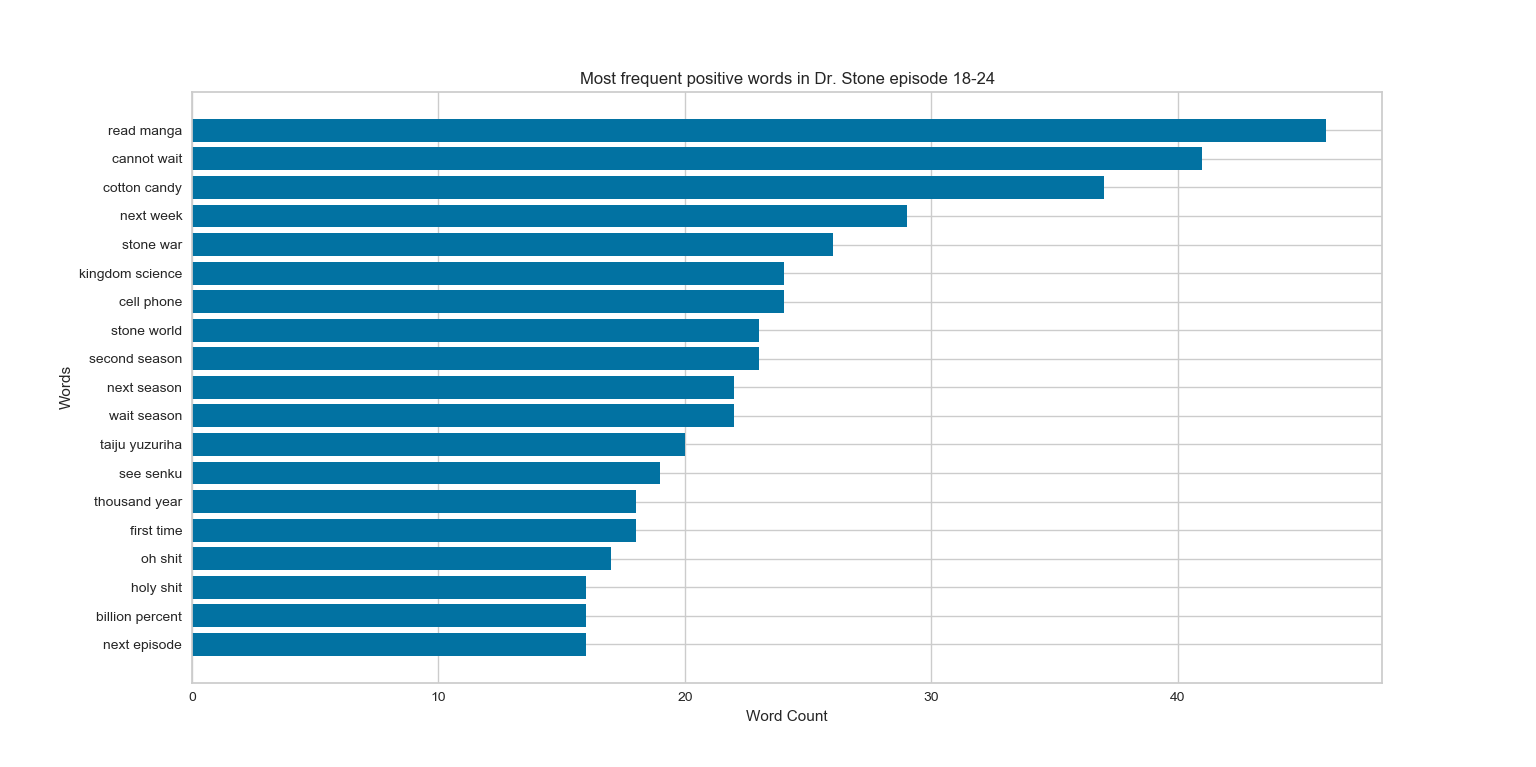 Most frequent positive words in Dr. Stone episode 18-24
read manga
cannot wait
cotton candy
next week
stone war
kingdom science
cell phone
stone world
second season
next season
wait season
taiju yuzuriha
see senku
thousand year
first time
oh shit
holy shit
billion percent
next episode
Words
0 10 20 30 40
Word Count